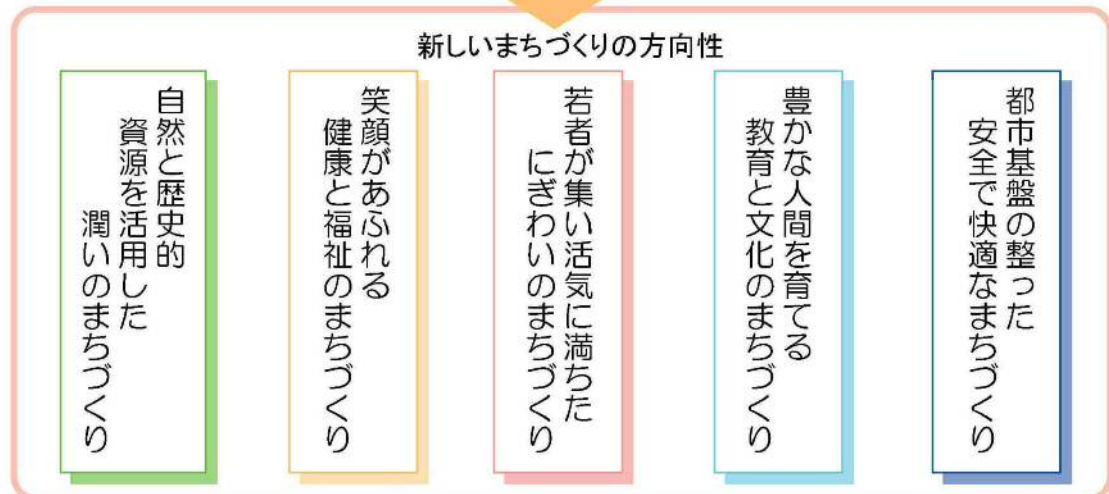 新しいまちづくりの方向性
都市基盤の整った
安全で快適なまちづくり
豊かな人間を育てる
教育と文化のまちづくり
若者が集い活気に満ちた
にぎわいのまちづくり
笑顔があふれる
健康と福祉のまちづくり
自然と歴史的
資源を活用した
潤いのまちづくり